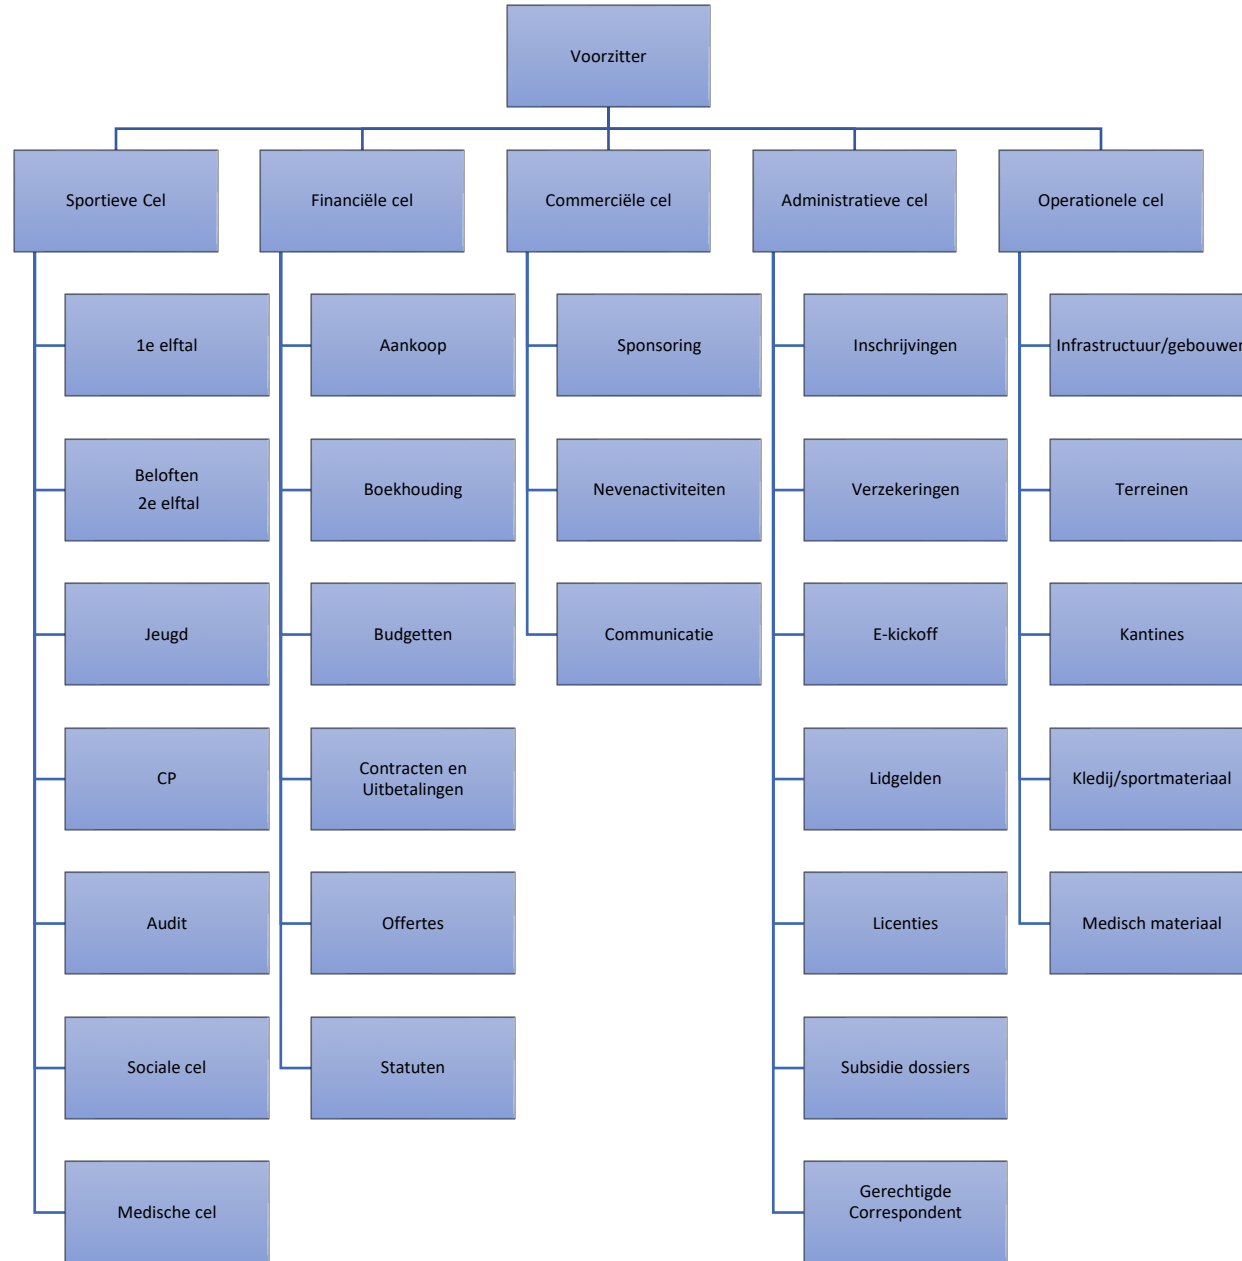 Voorzitter
Sportieve Cel
Financiële cel
Commerciële cel
Administratieve cel
Operationele cel
1e elftal
Aankoop
Sponsoring
Inschrijvingen
Infrastructuur/gebouwen
Beloften
2e elftal
Boekhouding
Nevenactiviteiten
Verzekeringen
Terreinen
Jeugd
Budgetten
Communicatie
E-kickoff
Kantines
CP
Contracten en
Uitbetalingen
Lidgelden
Kledij/sportmateriaal
Audit
Offertes
Licenties
Medisch materiaal
Sociale cel
Statuten
Subsidie dossiers
Medische cel
Gerechtigde
Correspondent